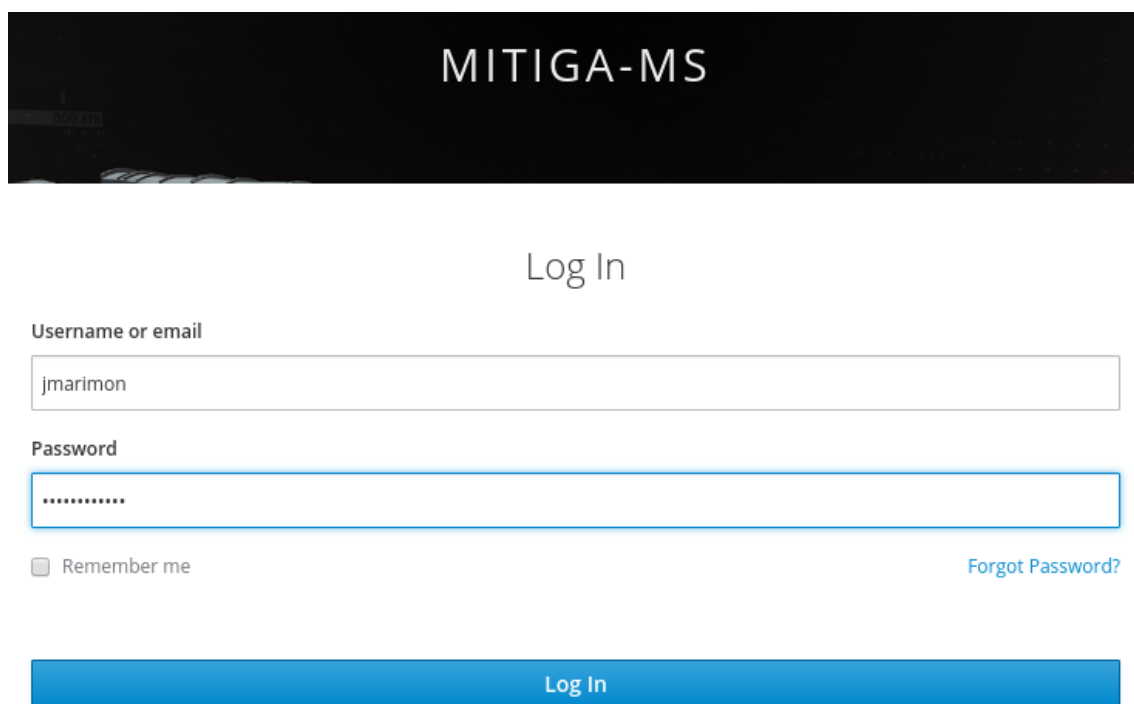 MITIGA-MS
Log In
Username or email
jmarimon
Password
••••••••••••
Remember me
Forgot Password?
Log In